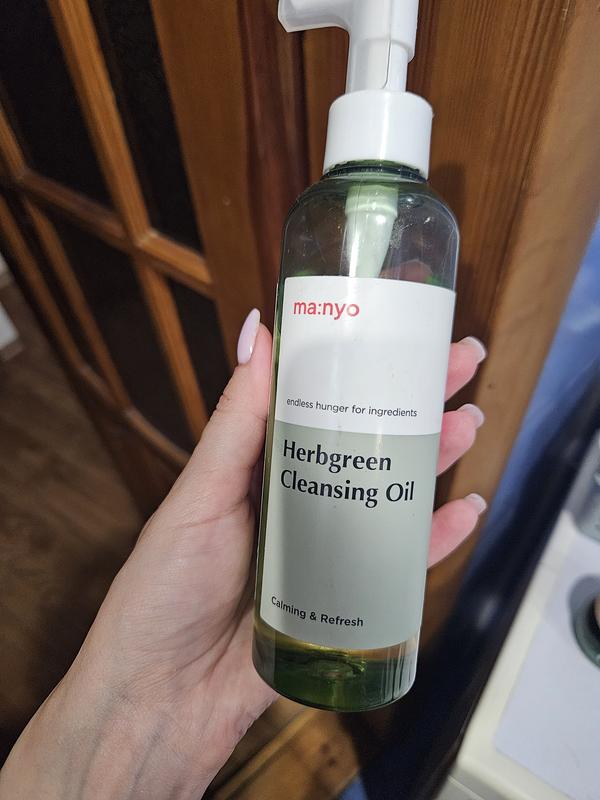 ma:nyo
endless hunger for ingredients
Herbgreen
Cleansing Oil
Calming & Refresh